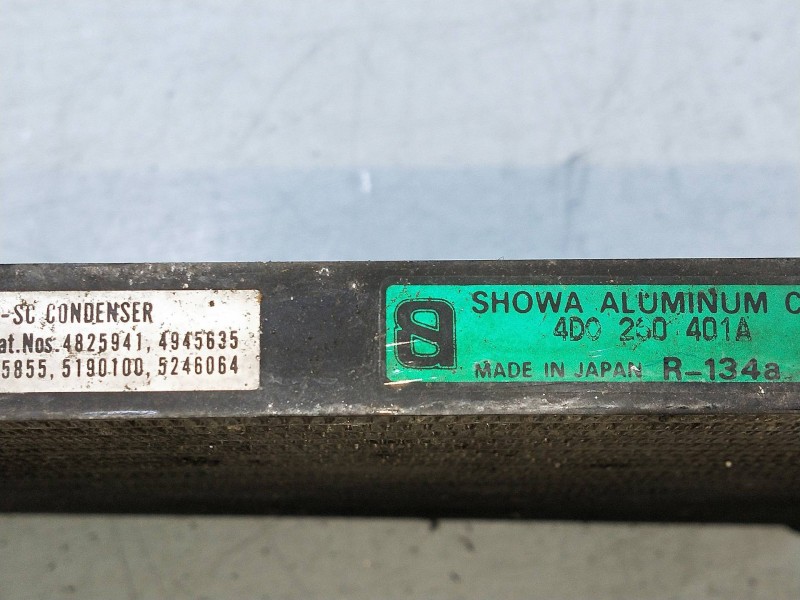 -SC CONDENSER
at.Nos.4825941, 4945635
5855, 5190100, 5246064
SHOWA ALUMINUM C
4D0 260 401A
MADE IN JAPAN R-134a